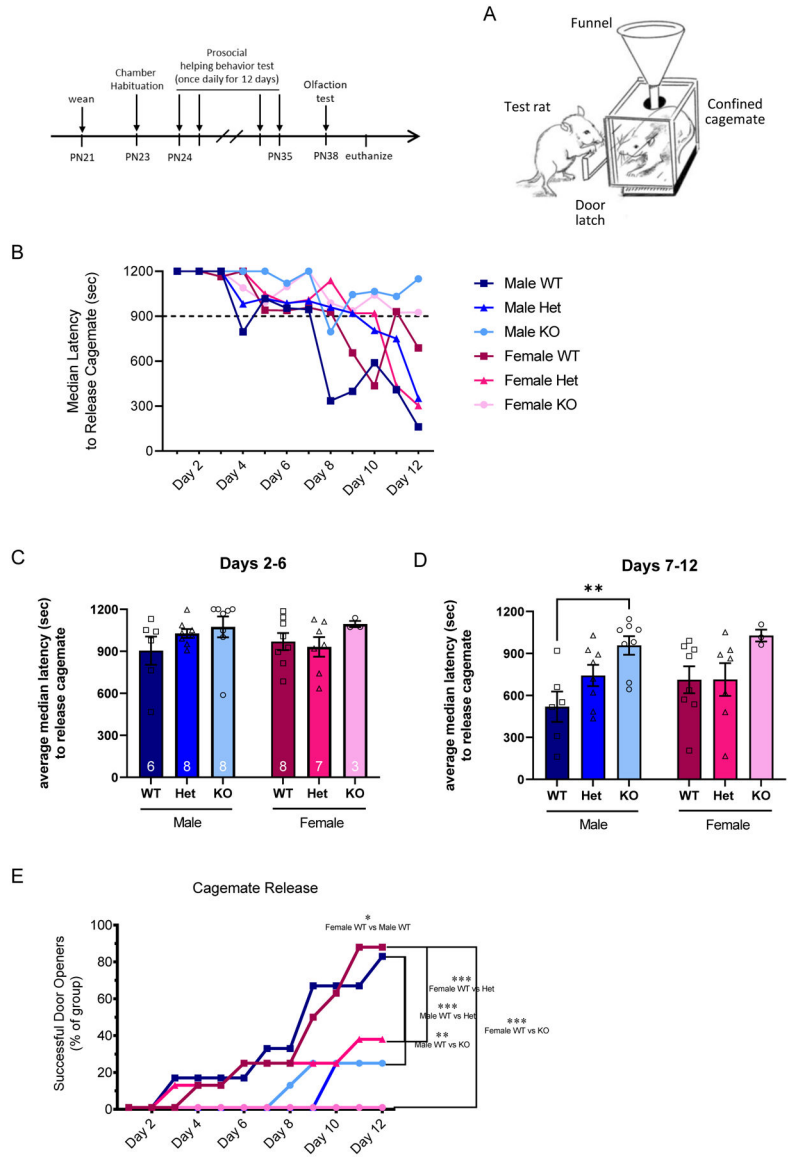 Prosocial
helping behavior test
(once daily for 12 days)
Chamber
Habituation
Olfaction
test
wean
PN21
PN23
PN24
PN35
PN38
euthanize
A
Funnel
Test rat
Confined
cagemate
Door
latch
B
Median Latency
to Release Cagemate (sec)
1200
900
600
300
0
Day 2
Day 4
Day 6
Day 8
Day 10
Day 12
Male WT
Male Het
Male KO
Female WT
Female Het
Female KO
C
Days 2-6
average median latency (sec)
to release cagemate
1200
900
600
300
0
6
8
8
8
7
3
WT
Het
KO
WT
Het
KO
Male
Female
D
Days 7-12
average median latency (sec)
to release cagemate
1200
900
600
300
0
**
WT
Het
KO
WT
Het
KO
Male
Female
E
Cagemate Release
Successful Door Openers
(% of group)
100
80
60
40
20
0
Day 2
Day 4
Day 6
Day 8
Day 10
Day 12
*
Female WT vs Male WT
***
Female WT vs Het
***
Male WT vs Het
**
Male WT vs KO
***
Female WT vs KO